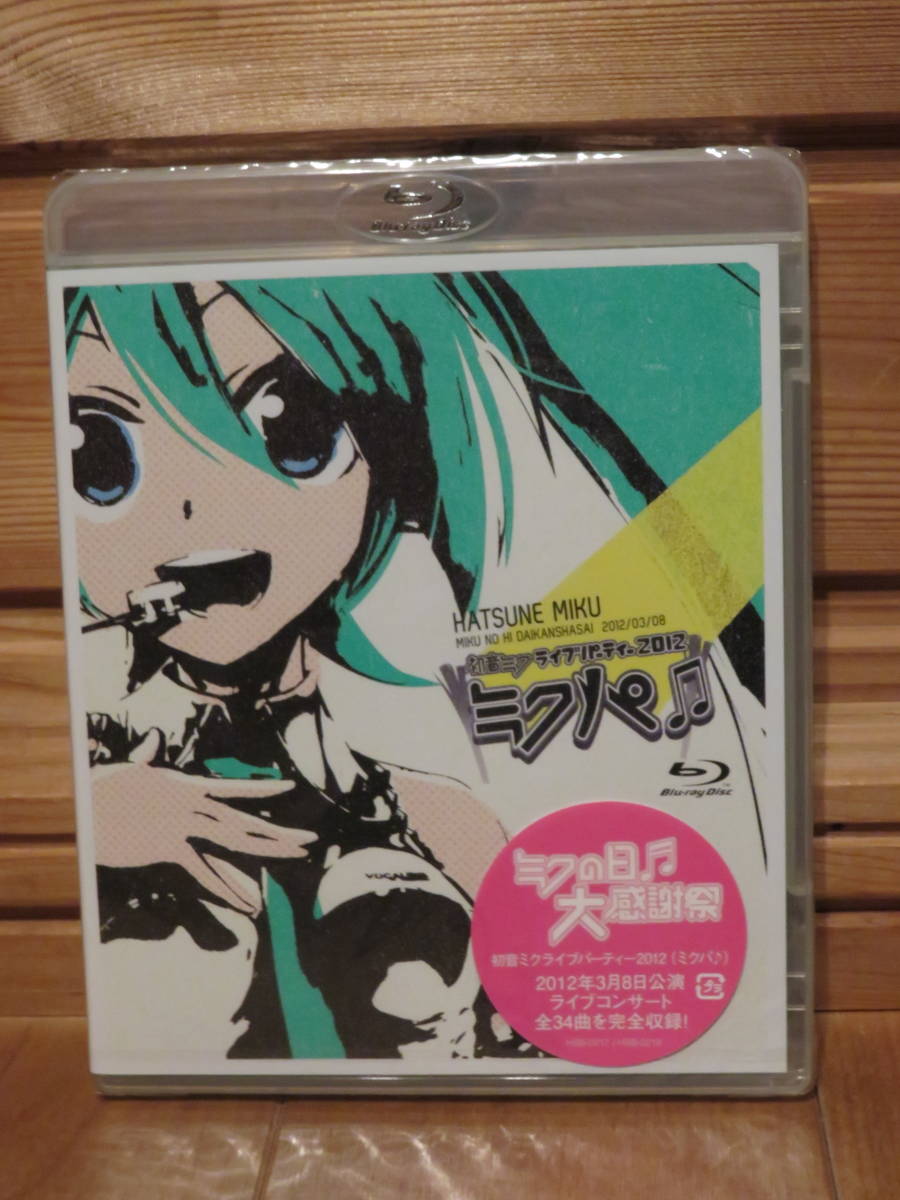 Blu-ray Disc
HATSUNE MIKU
MIKU NO HI DAIKANSHASAI 2012/03/08
初音ミクライブパーティー2012
ミクパ♫
Blu-ray Disc
ミクの日♫
大感謝祭
初音ミクライブパーティー2012(ミクパ♪)
2012年3月8日公演
ライブコンサート
全34曲を完全収録!
プラ